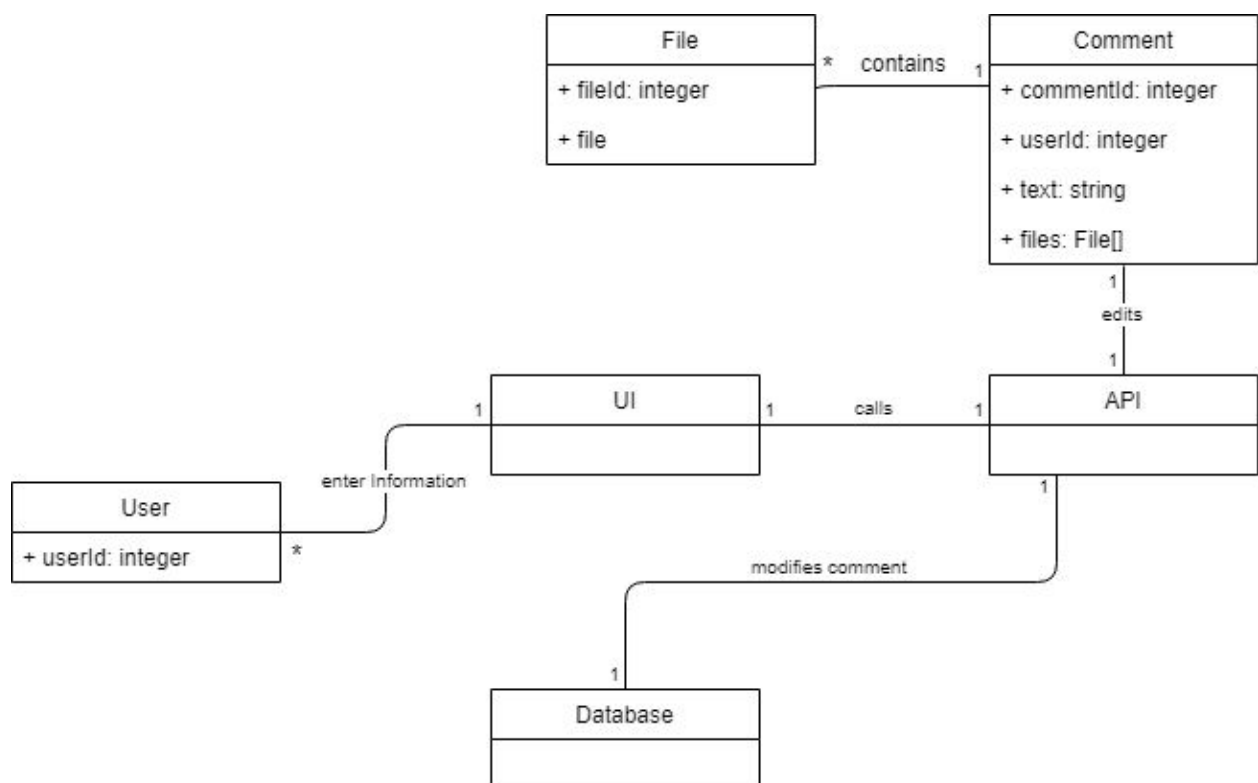 File
+ fileId: integer
+ file
* contains 1
Comment
+ commentId: integer
+ userId: integer
+ text: string
+ files: File[]
1
edits
1
UI
1
1 calls 1
API
enter Information
User
+ userId: integer
*
1
modifies comment
1
Database